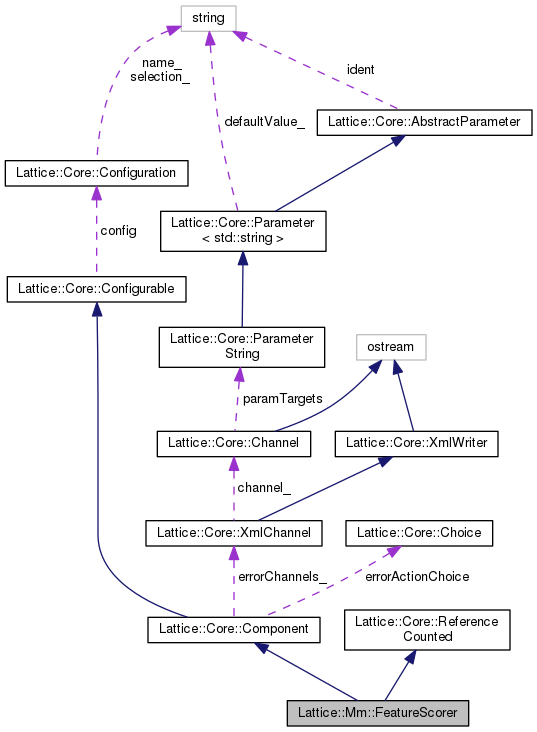 string
name_
selection_
ident
defaultValue_
Lattice::Core::AbstractParameter
Lattice::Core::Configuration
config
Lattice::Core::Parameter
< std::string >
Lattice::Core::Configurable
Lattice::Core::Parameter
String
ostream
paramTargets
Lattice::Core::Channel
Lattice::Core::XmlWriter
channel_
Lattice::Core::XmlChannel
Lattice::Core::Choice
errorChannels_
errorActionChoice
Lattice::Core::Component
Lattice::Core::Reference
Counted
Lattice::Mm::FeatureScorer